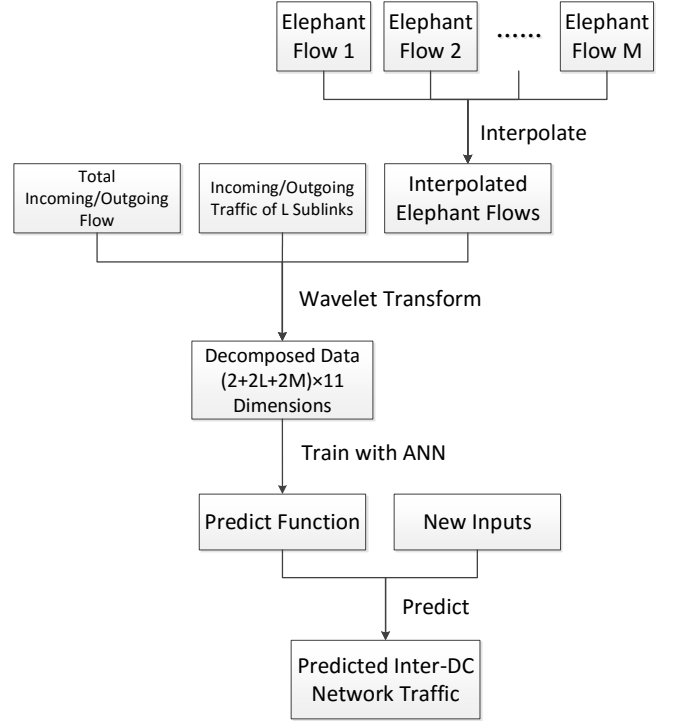 Elephant
Flow 1
Elephant
Flow 2
......
Elephant
Flow M
Interpolate
Total
Incoming/Outgoing
Flow
Incoming/Outgoing
Traffic of L Sublinks
Interpolated
Elephant Flows
Wavelet Transform
Decomposed Data
(2+2L+2M)×11
Dimensions
Train with ANN
Predict Function
New Inputs
Predict
Predicted Inter-DC
Network Traffic